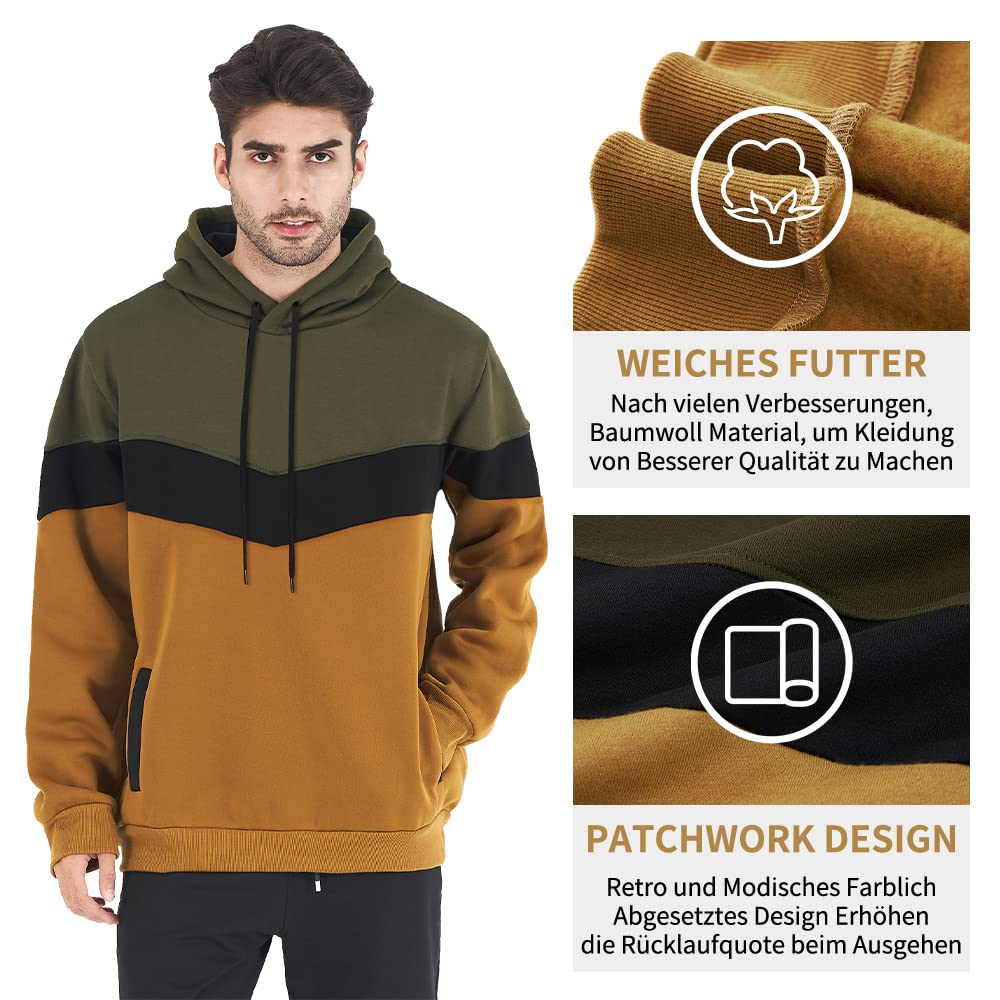 WEICHES FUTTER
Nach vielen Verbesserungen,
Baumwoll Material, um Kleidung
von Besserer Qualität zu Machen
PATCHWORK DESIGN
Retro und Modisches Farblich
Abgesetztes Design Erhöhen
die Rücklaufquote beim Ausgehen